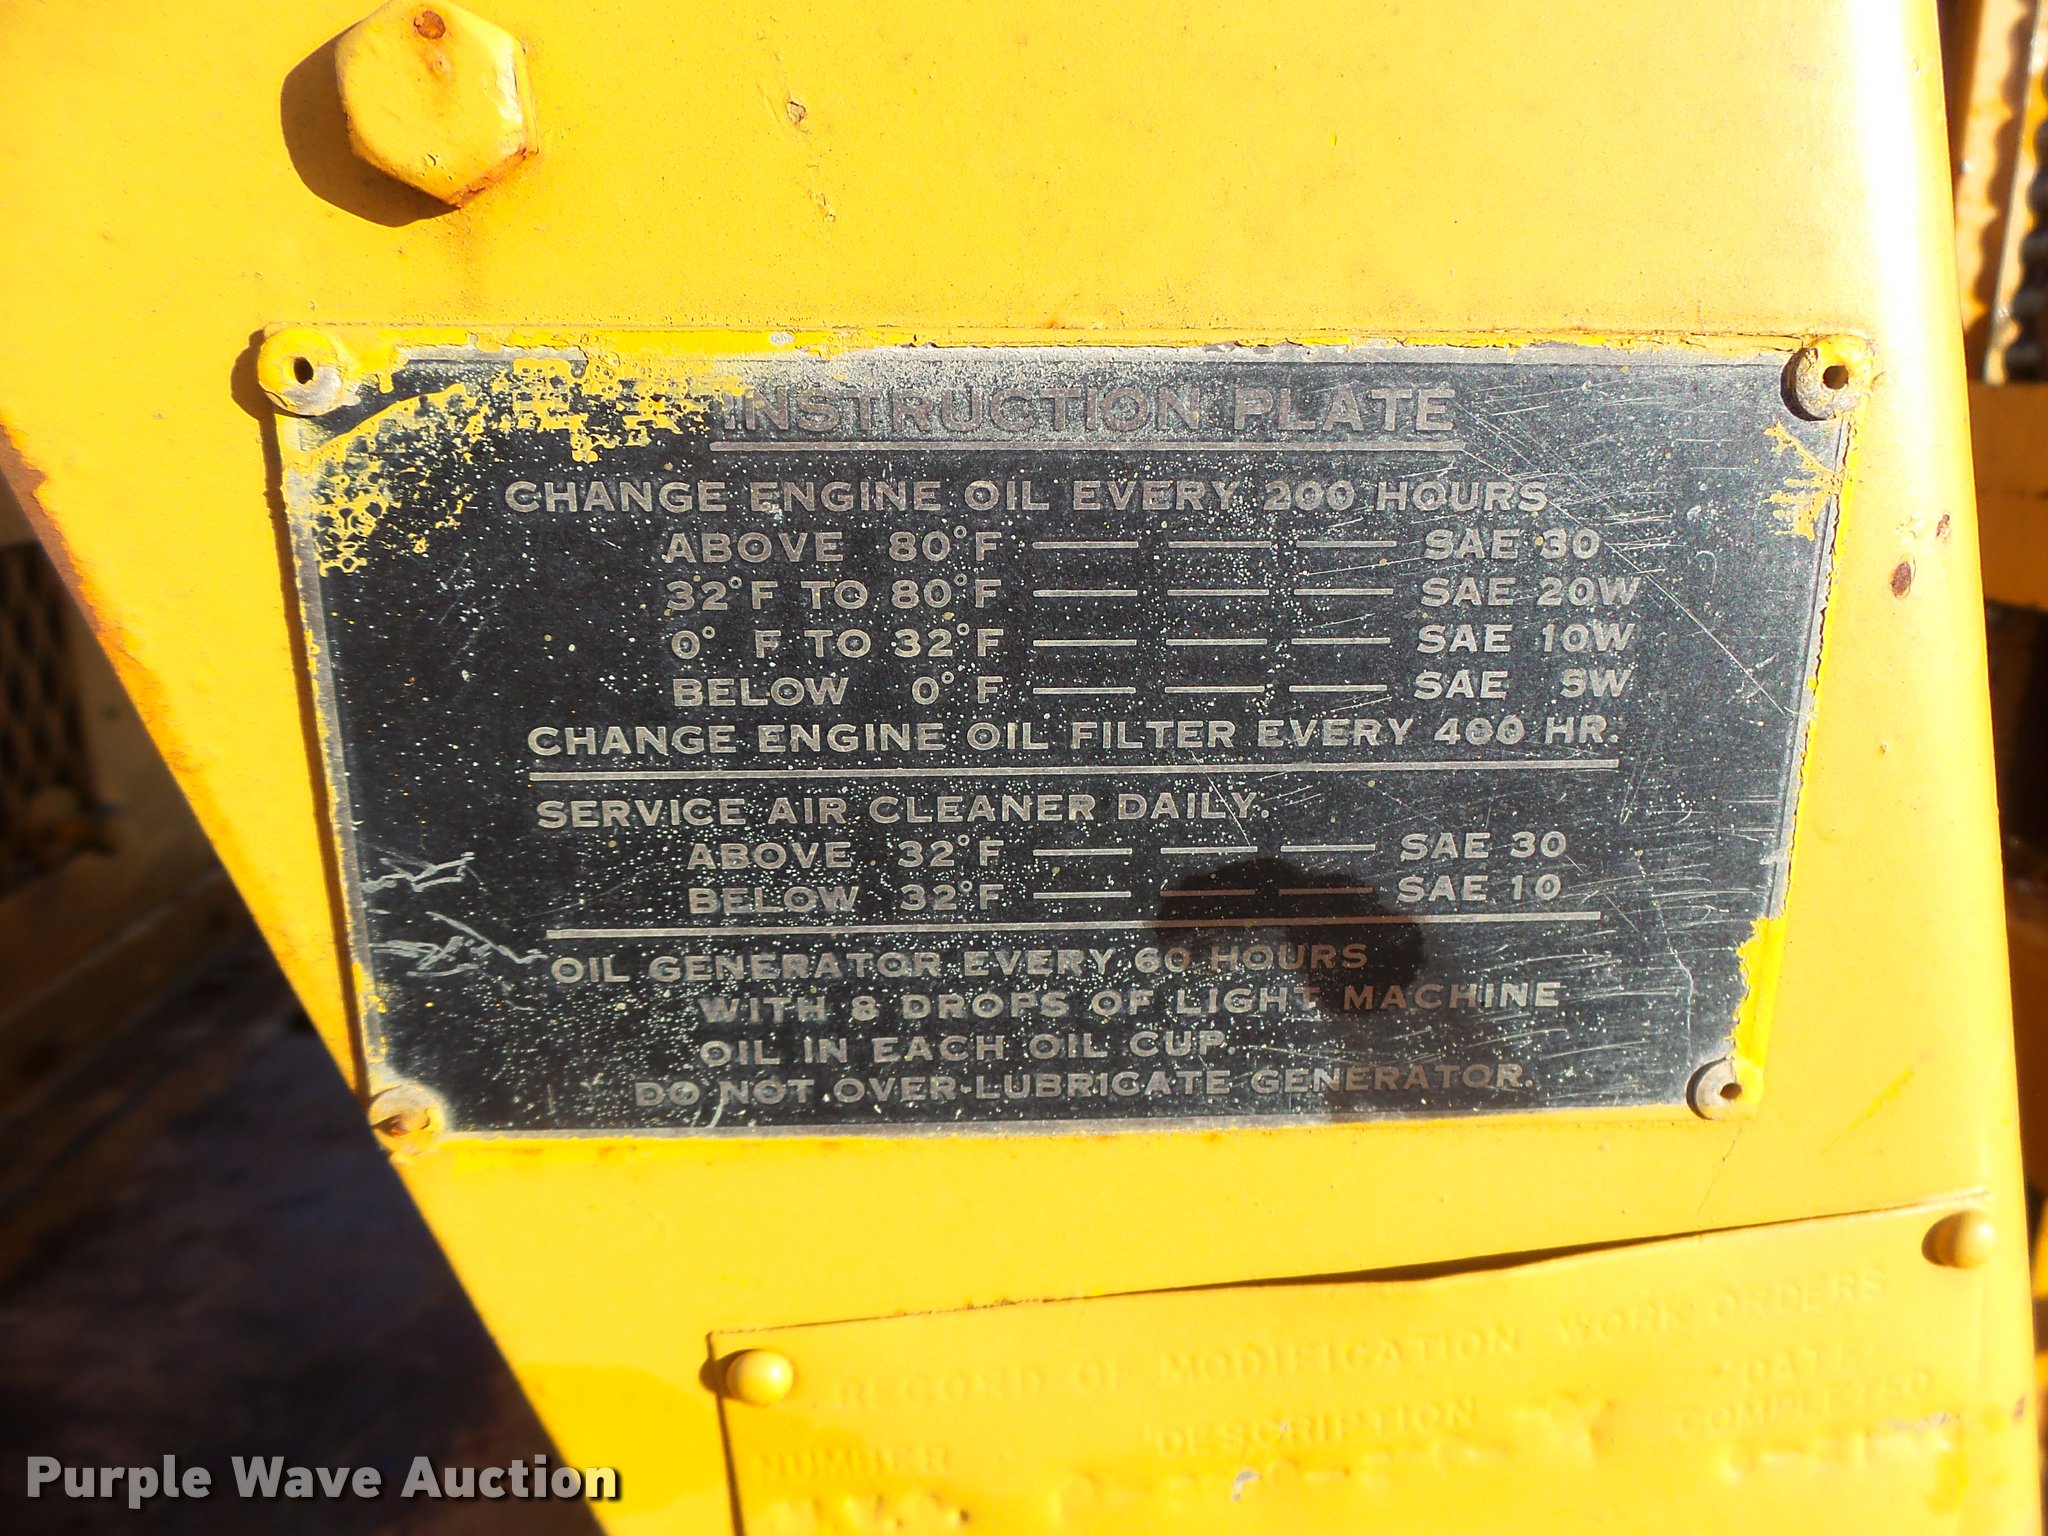 INSTRUCTION PLATE
CHANGE ENGINE OIL EVERY 200 HOURS
ABOVE 80°F — — — SAE 30
32°F TO 80°F — — — SAE 20W
0° F TO 32°F — — — SAE 10W
BELOW 0°F — — — SAE 5W
CHANGE ENGINE OIL FILTER EVERY 400 HR.
SERVICE AIR CLEANER DAILY.
ABOVE 32°F — — — SAE 30
BELOW 32°F — — — SAE 10
OIL GENERATOR EVERY 60 HOURS
WITH 8 DROPS OF LIGHT MACHINE
OIL IN EACH OIL CUP.
DO NOT OVER-LUBRICATE GENERATOR.
RECORD OF MODIFICATION WORK ORDERS
NUMBER DESCRIPTION DATE
COMPLETED
Purple Wave Auction